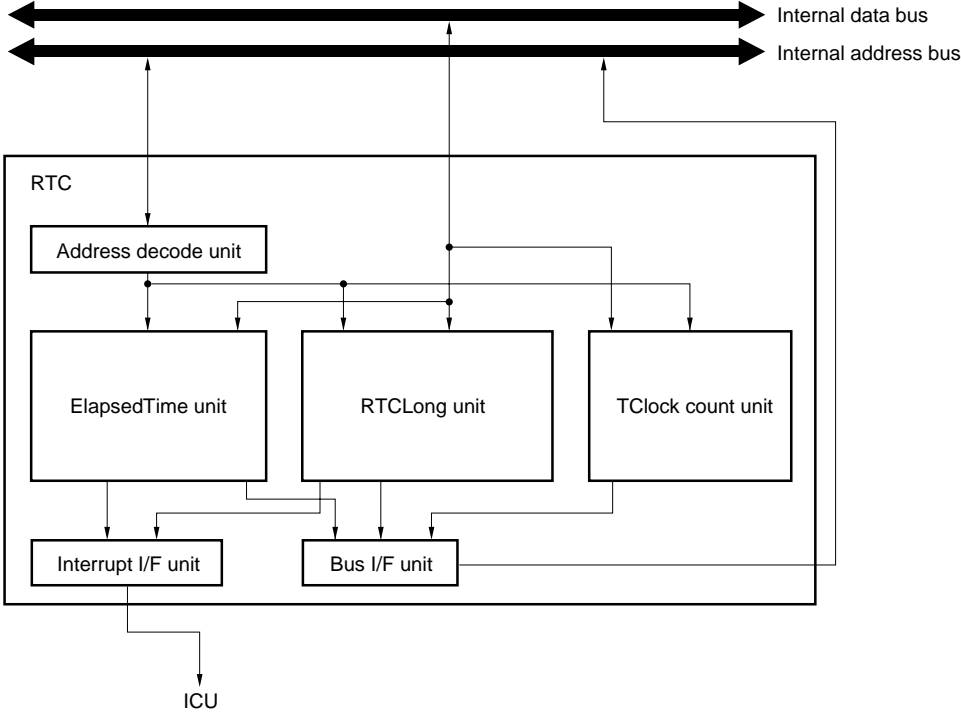 Internal data bus
Internal address bus
RTC
Address decode unit
ElapsedTime unit
RTCLong unit
TClock count unit
Interrupt I/F unit
Bus I/F unit
ICU